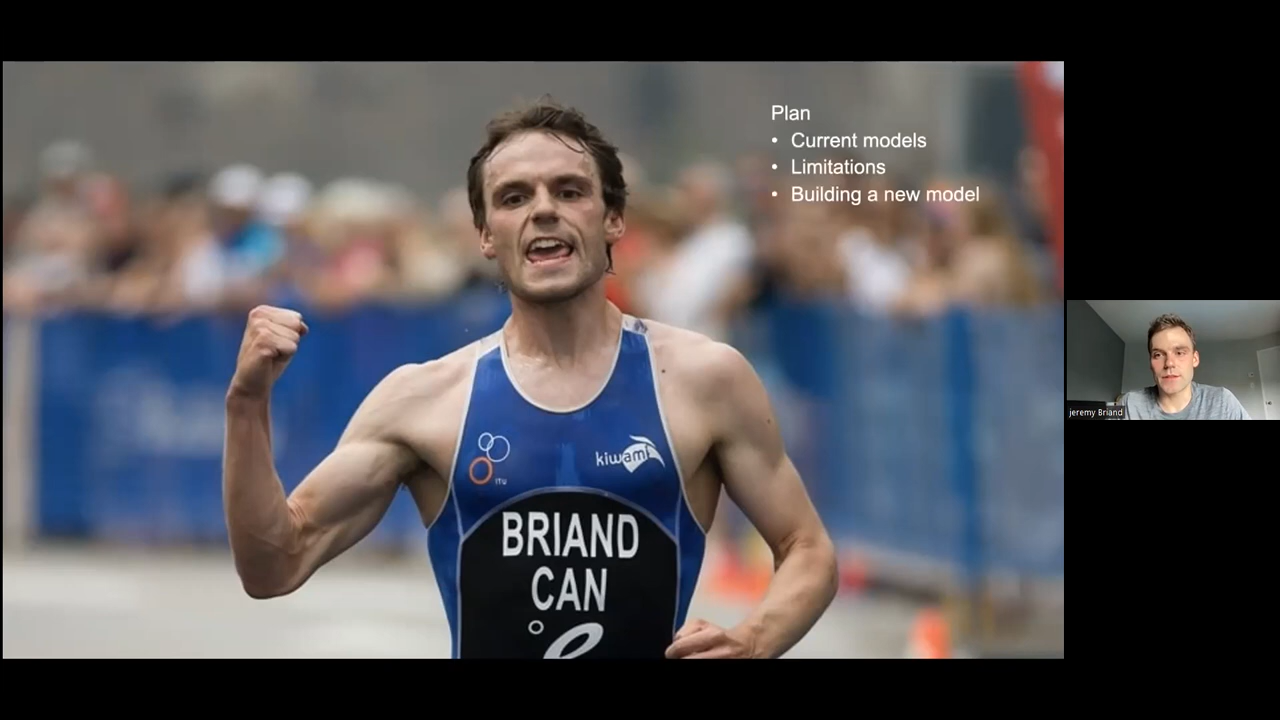 Plan
• Current models
• Limitations
• Building a new model
ITU
kiwami
BRIAND
CAN
jeremy Briand